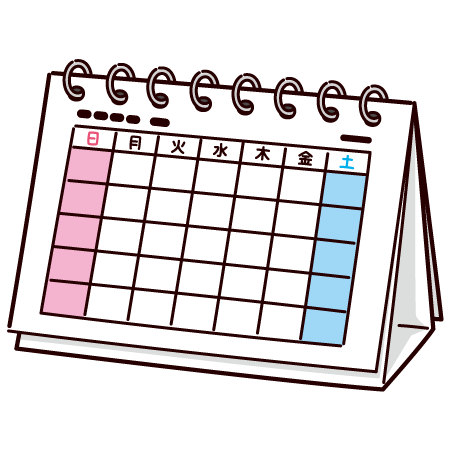 日 月 火 水 木 金 土